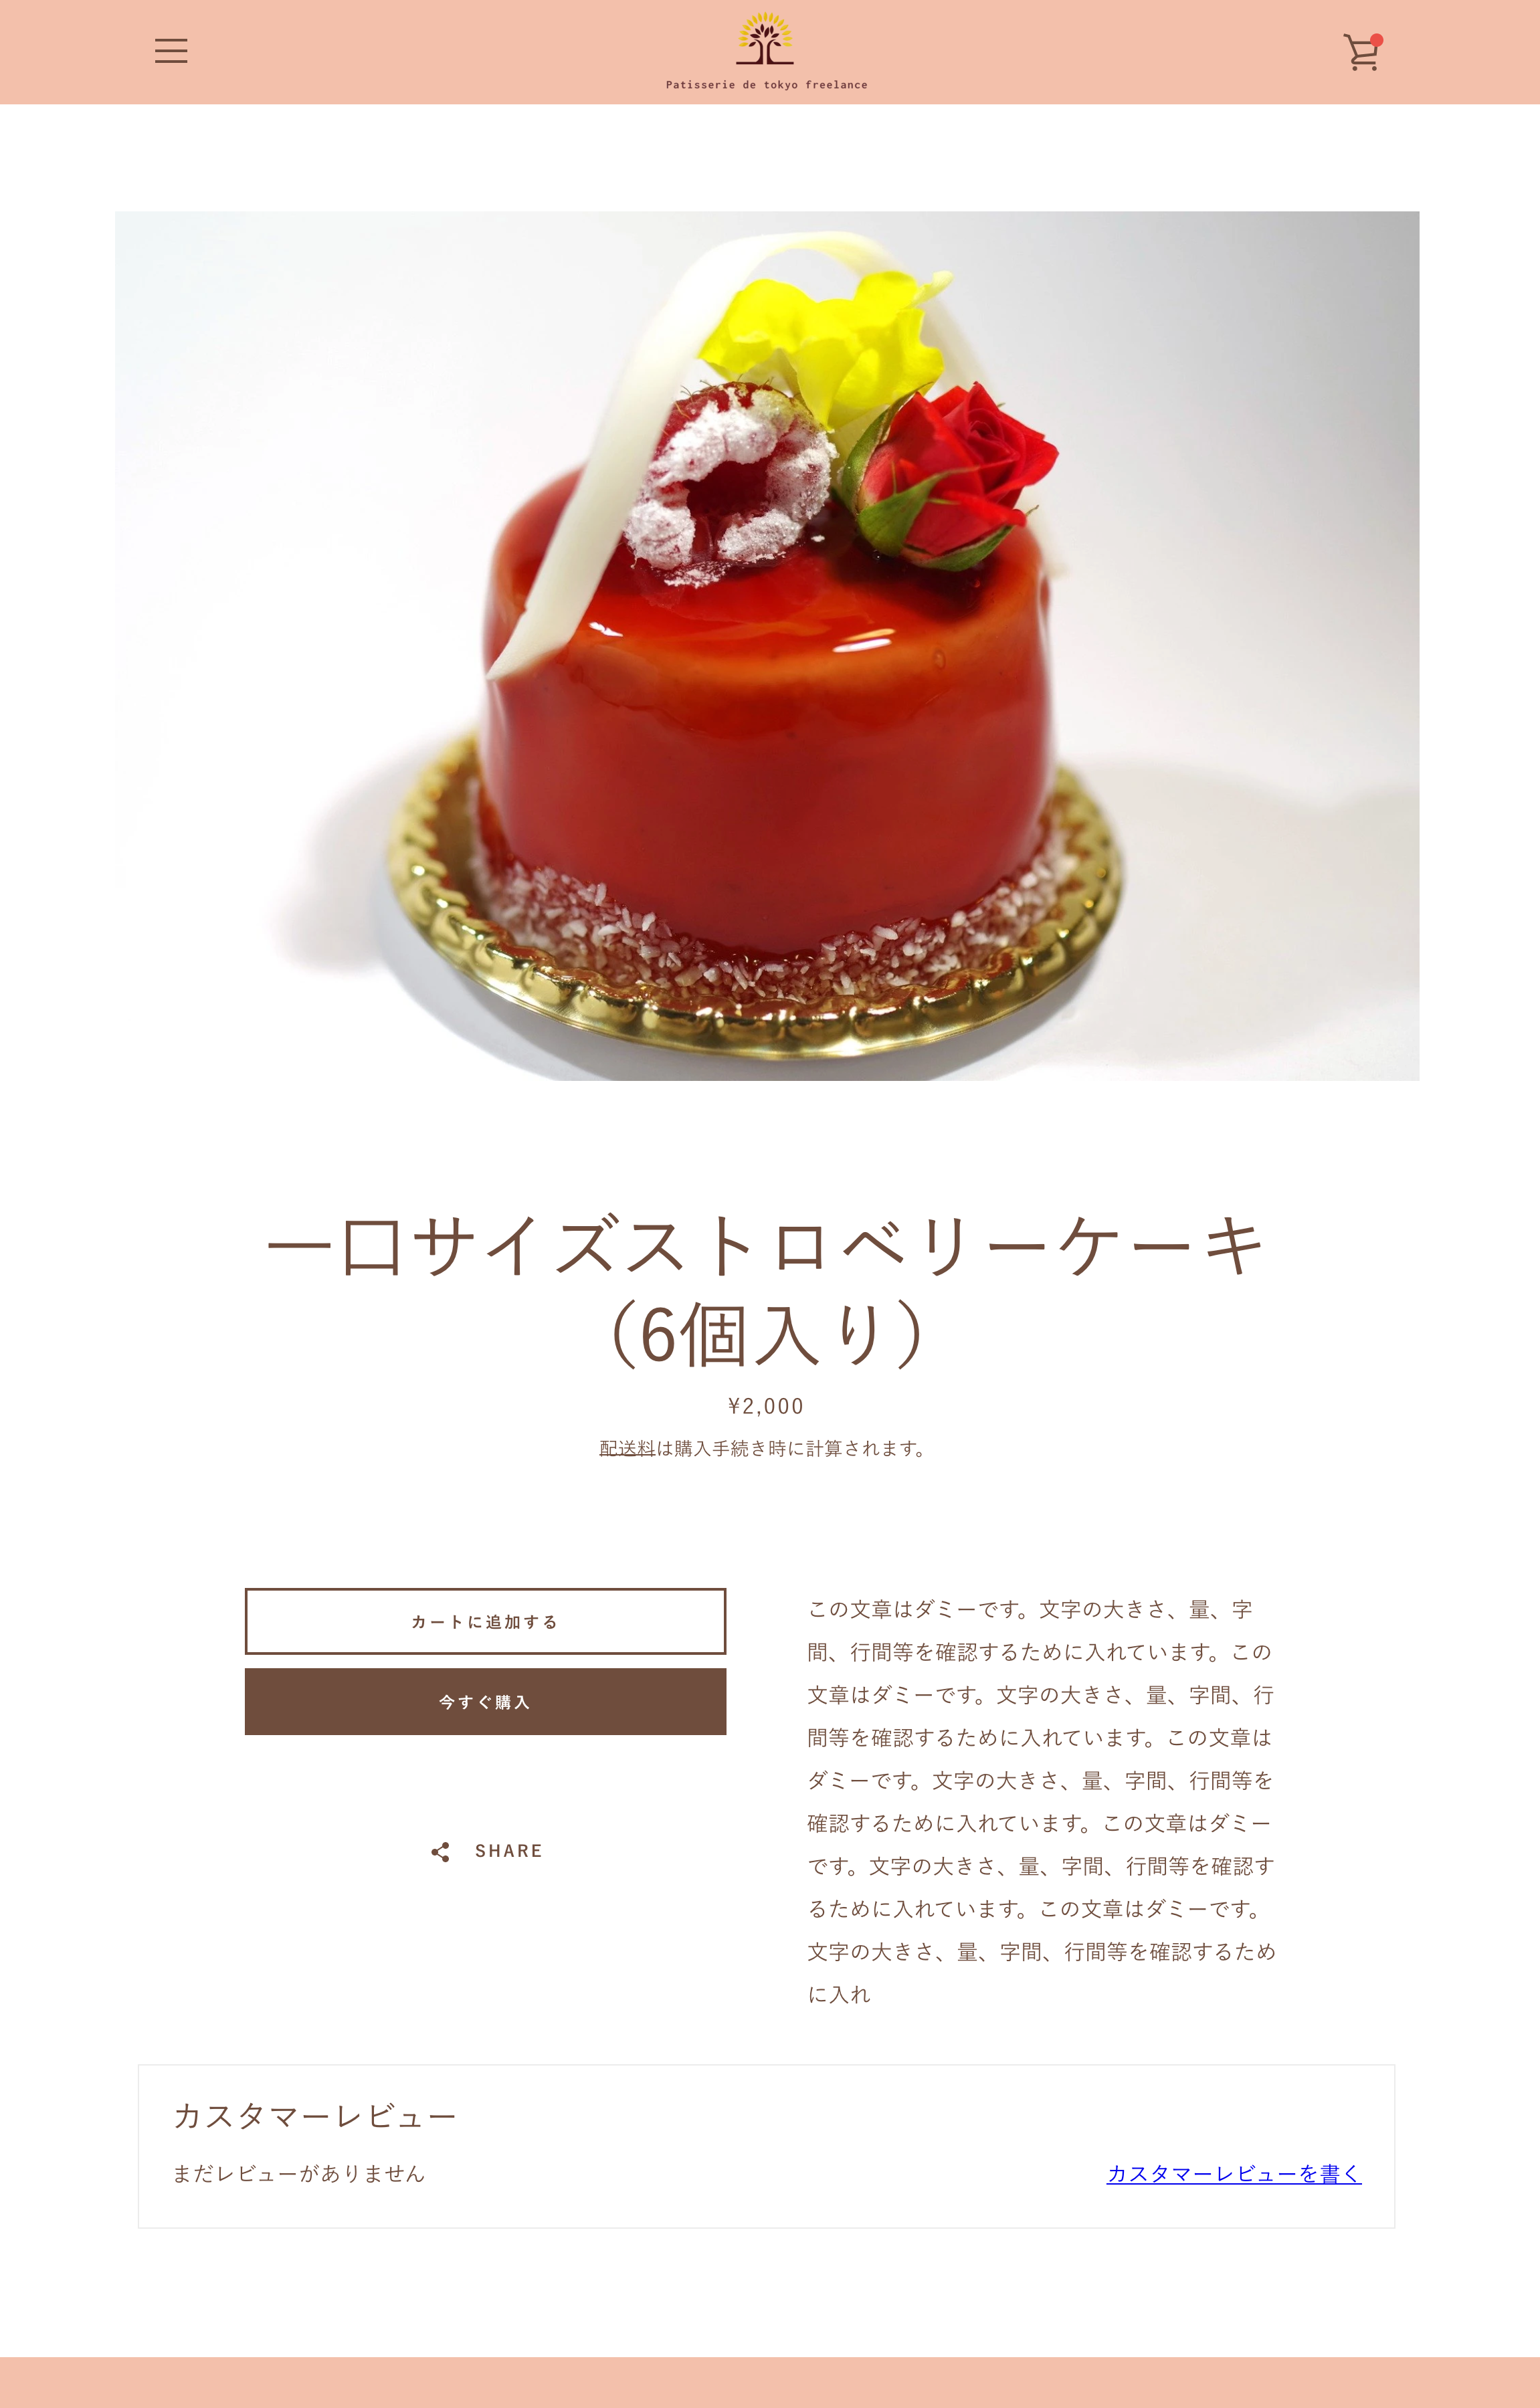 Patisserie de tokyo freelance
一口サイズストロベリーケーキ
（6個入り）
¥2,000
配送料は購入手続き時に計算されます。
カートに追加する
今すぐ購入
SHARE
この文章はダミーです。文字の大きさ、量、字
間、行間等を確認するために入れています。この
文章はダミーです。文字の大きさ、量、字間、行
間等を確認するために入れています。この文章は
ダミーです。文字の大きさ、量、字間、行間等を
確認するために入れています。この文章はダミー
です。文字の大きさ、量、字間、行間等を確認す
るために入れています。この文章はダミーです。
文字の大きさ、量、字間、行間等を確認するため
に入れ
カスタマーレビュー
まだレビューがありません
カスタマーレビューを書く